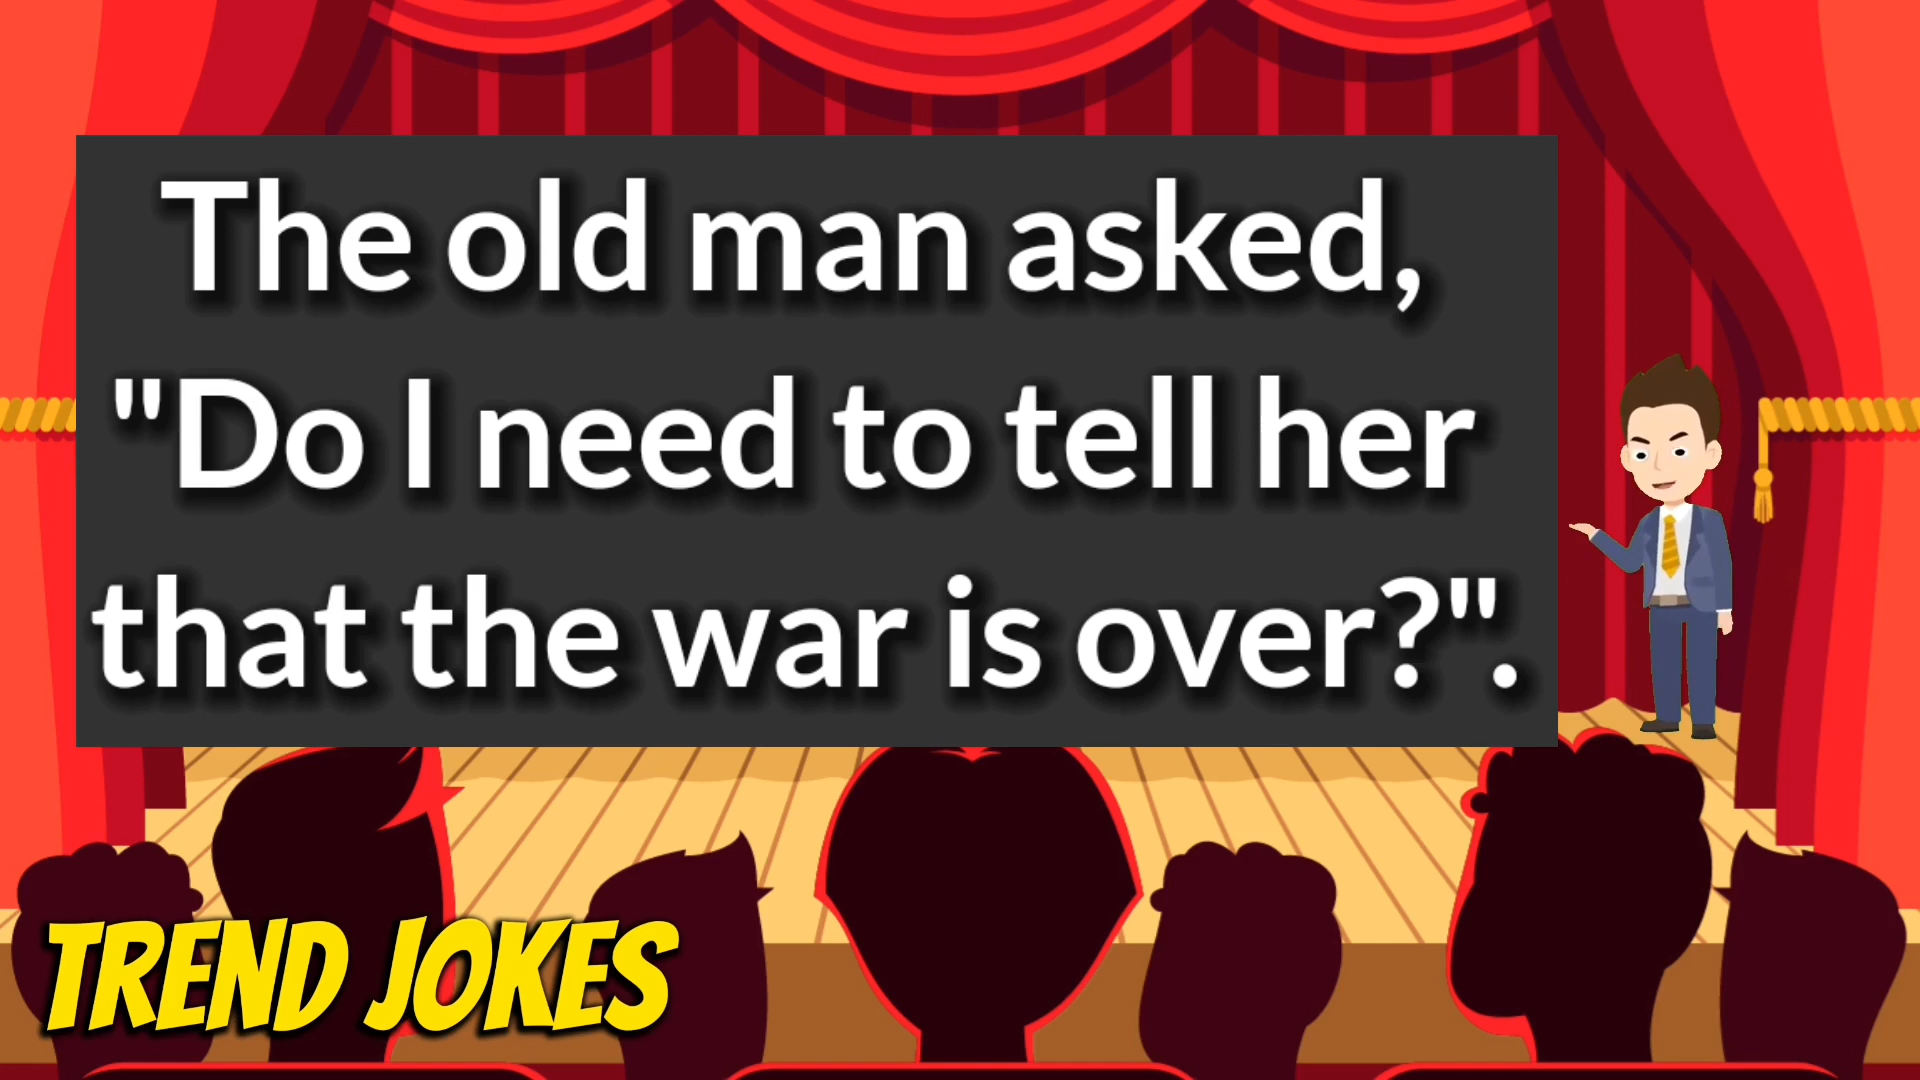 The old man asked,
"Do I need to tell her
that the war is over?".
TREND JOKES